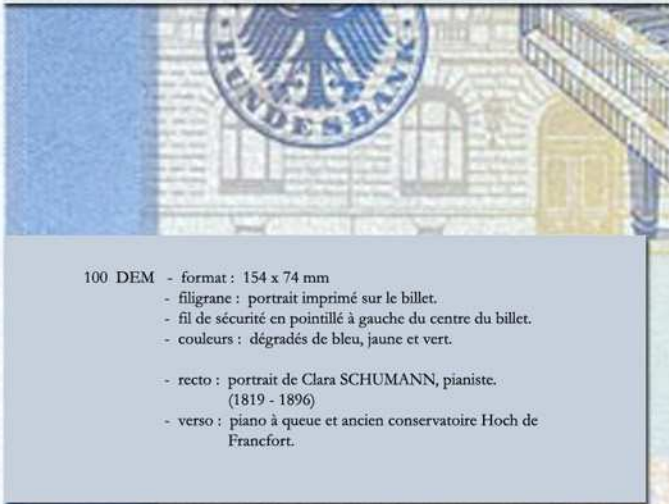 BUNDESBANK
100 DEM - format : 154 x 74 mm
- filigrane : portrait imprimé sur le billet.
- fil de sécurité en pointillé à gauche du centre du billet.
- couleurs : dégradés de bleu, jaune et vert.
- recto : portrait de Clara SCHUMANN, pianiste.
(1819 - 1896)
- verso : piano à queue et ancien conservatoire Hoch de
Francfort.